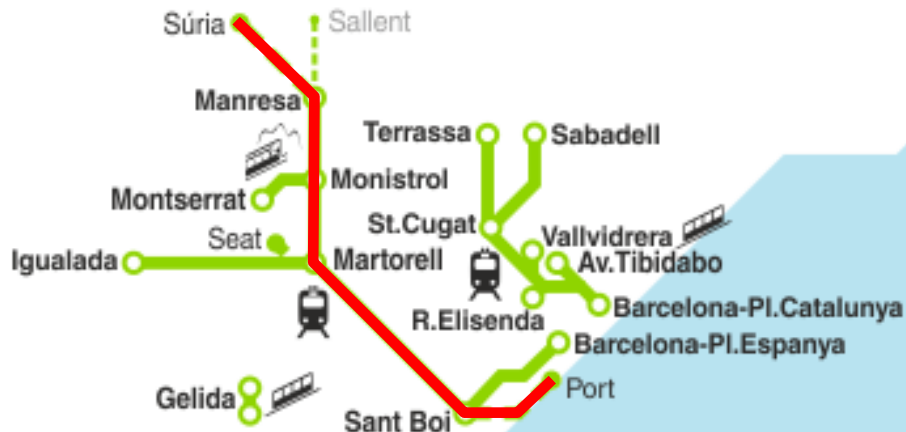 Súria
Sallent
Manresa
Terrassa
Sabadell
Monistrol
Montserrat
St.Cugat
Vallvidrera
Seat
Igualada
Martorell
Av.Tibidabo
R.Elisenda
Barcelona-Pl.Catalunya
Barcelona-Pl.Espanya
Port
Gelida
Sant Boi